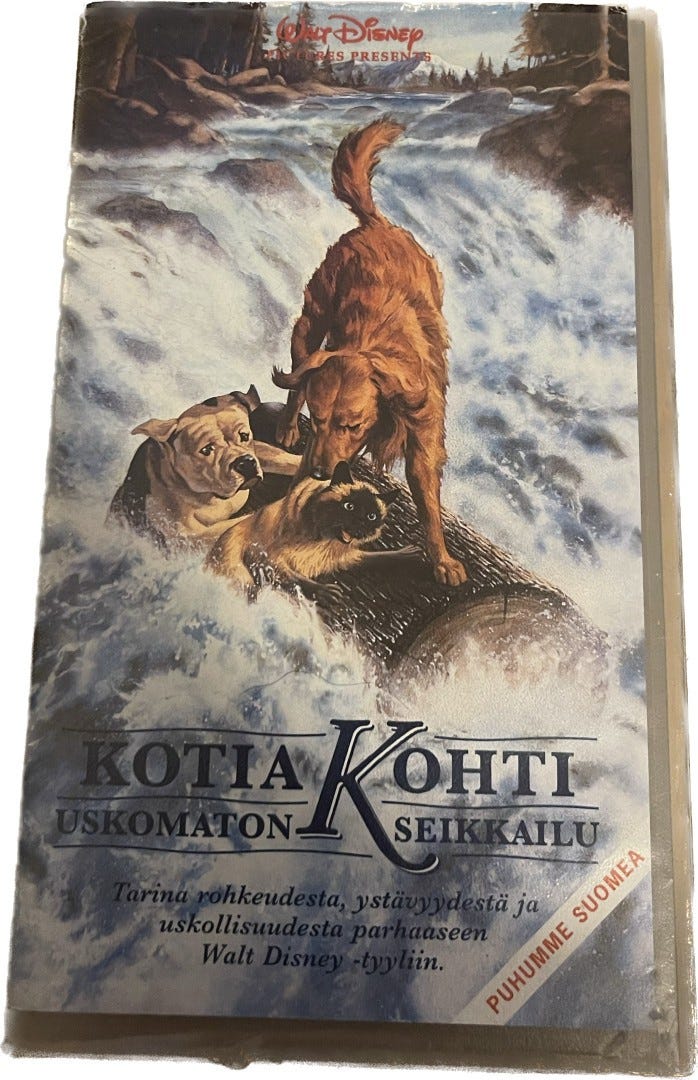 WALT DISNEY
PICTURES PRESENTS
KOTIA KOHTI
USKOMATON SEIKKAILU
Tarina rohkeudesta, ystävyydestä ja
uskollisuudesta parhaaseen
Walt Disney -tyyliin.
PUHUMME SUOMEA